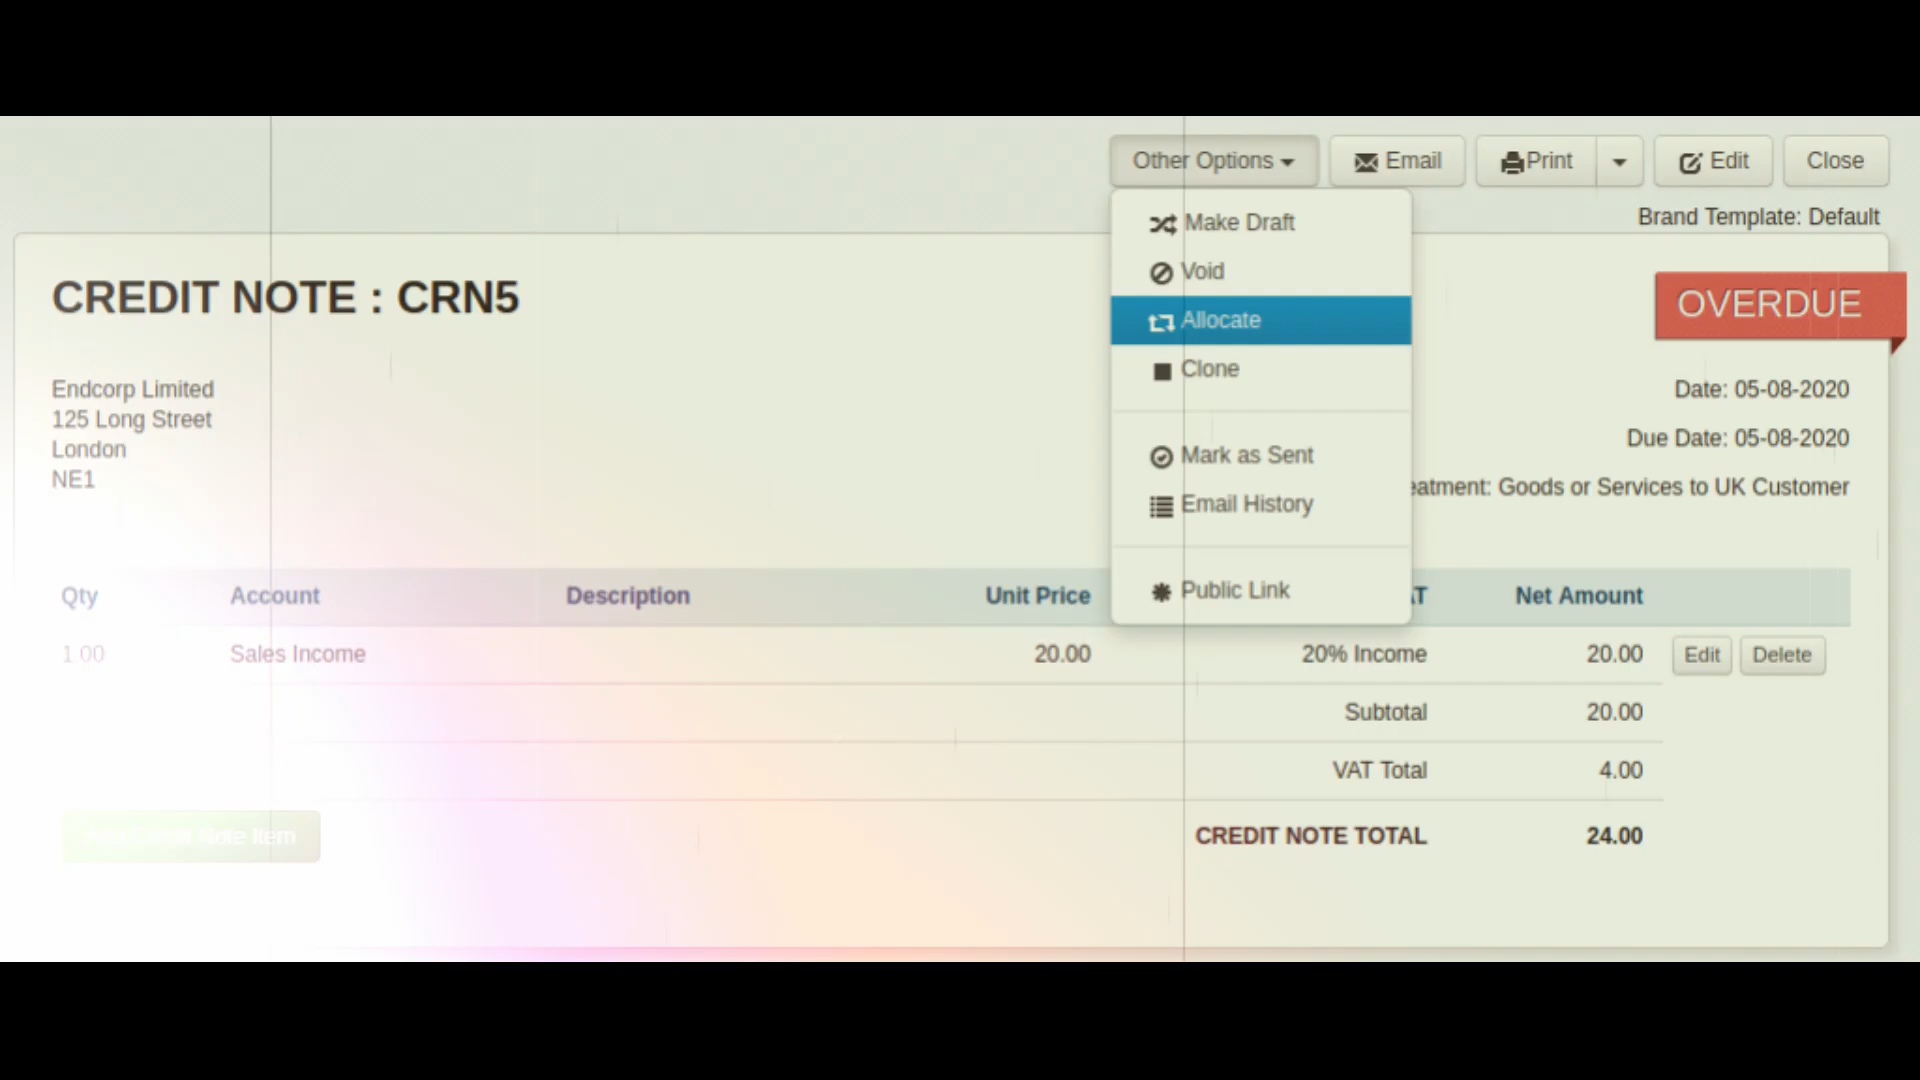 Other Options
Email
Print
Edit
Close
Make Draft
Void
Allocate
Clone
Mark as Sent
Email History
Public Link
Brand Template: Default
CREDIT NOTE : CRN5
OVERDUE
Endcorp Limited
125 Long Street
London
NE1
Date: 05-08-2020
Due Date: 05-08-2020
eatment: Goods or Services to UK Customer
Qty Account Description Unit Price Net Amount
1.00 Sales Income 20.00 20% Income 20.00 Edit Delete
Subtotal 20.00
VAT Total 4.00
Note Item
CREDIT NOTE TOTAL 24.00